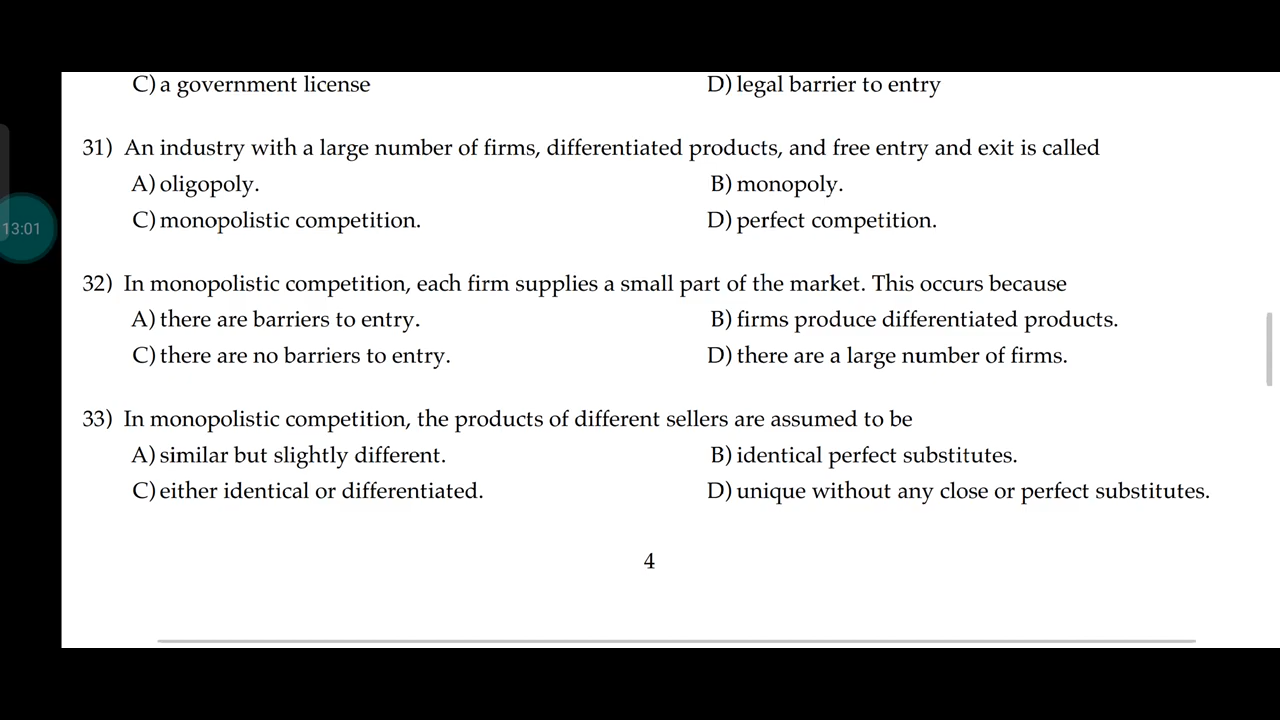 C) a government license D) legal barrier to entry
31) An industry with a large number of firms, differentiated products, and free entry and exit is called
A) oligopoly. B) monopoly.
C) monopolistic competition. D) perfect competition.
13:01
32) In monopolistic competition, each firm supplies a small part of the market. This occurs because
A) there are barriers to entry. B) firms produce differentiated products.
C) there are no barriers to entry. D) there are a large number of firms.
33) In monopolistic competition, the products of different sellers are assumed to be
A) similar but slightly different. B) identical perfect substitutes.
C) either identical or differentiated. D) unique without any close or perfect substitutes.
4